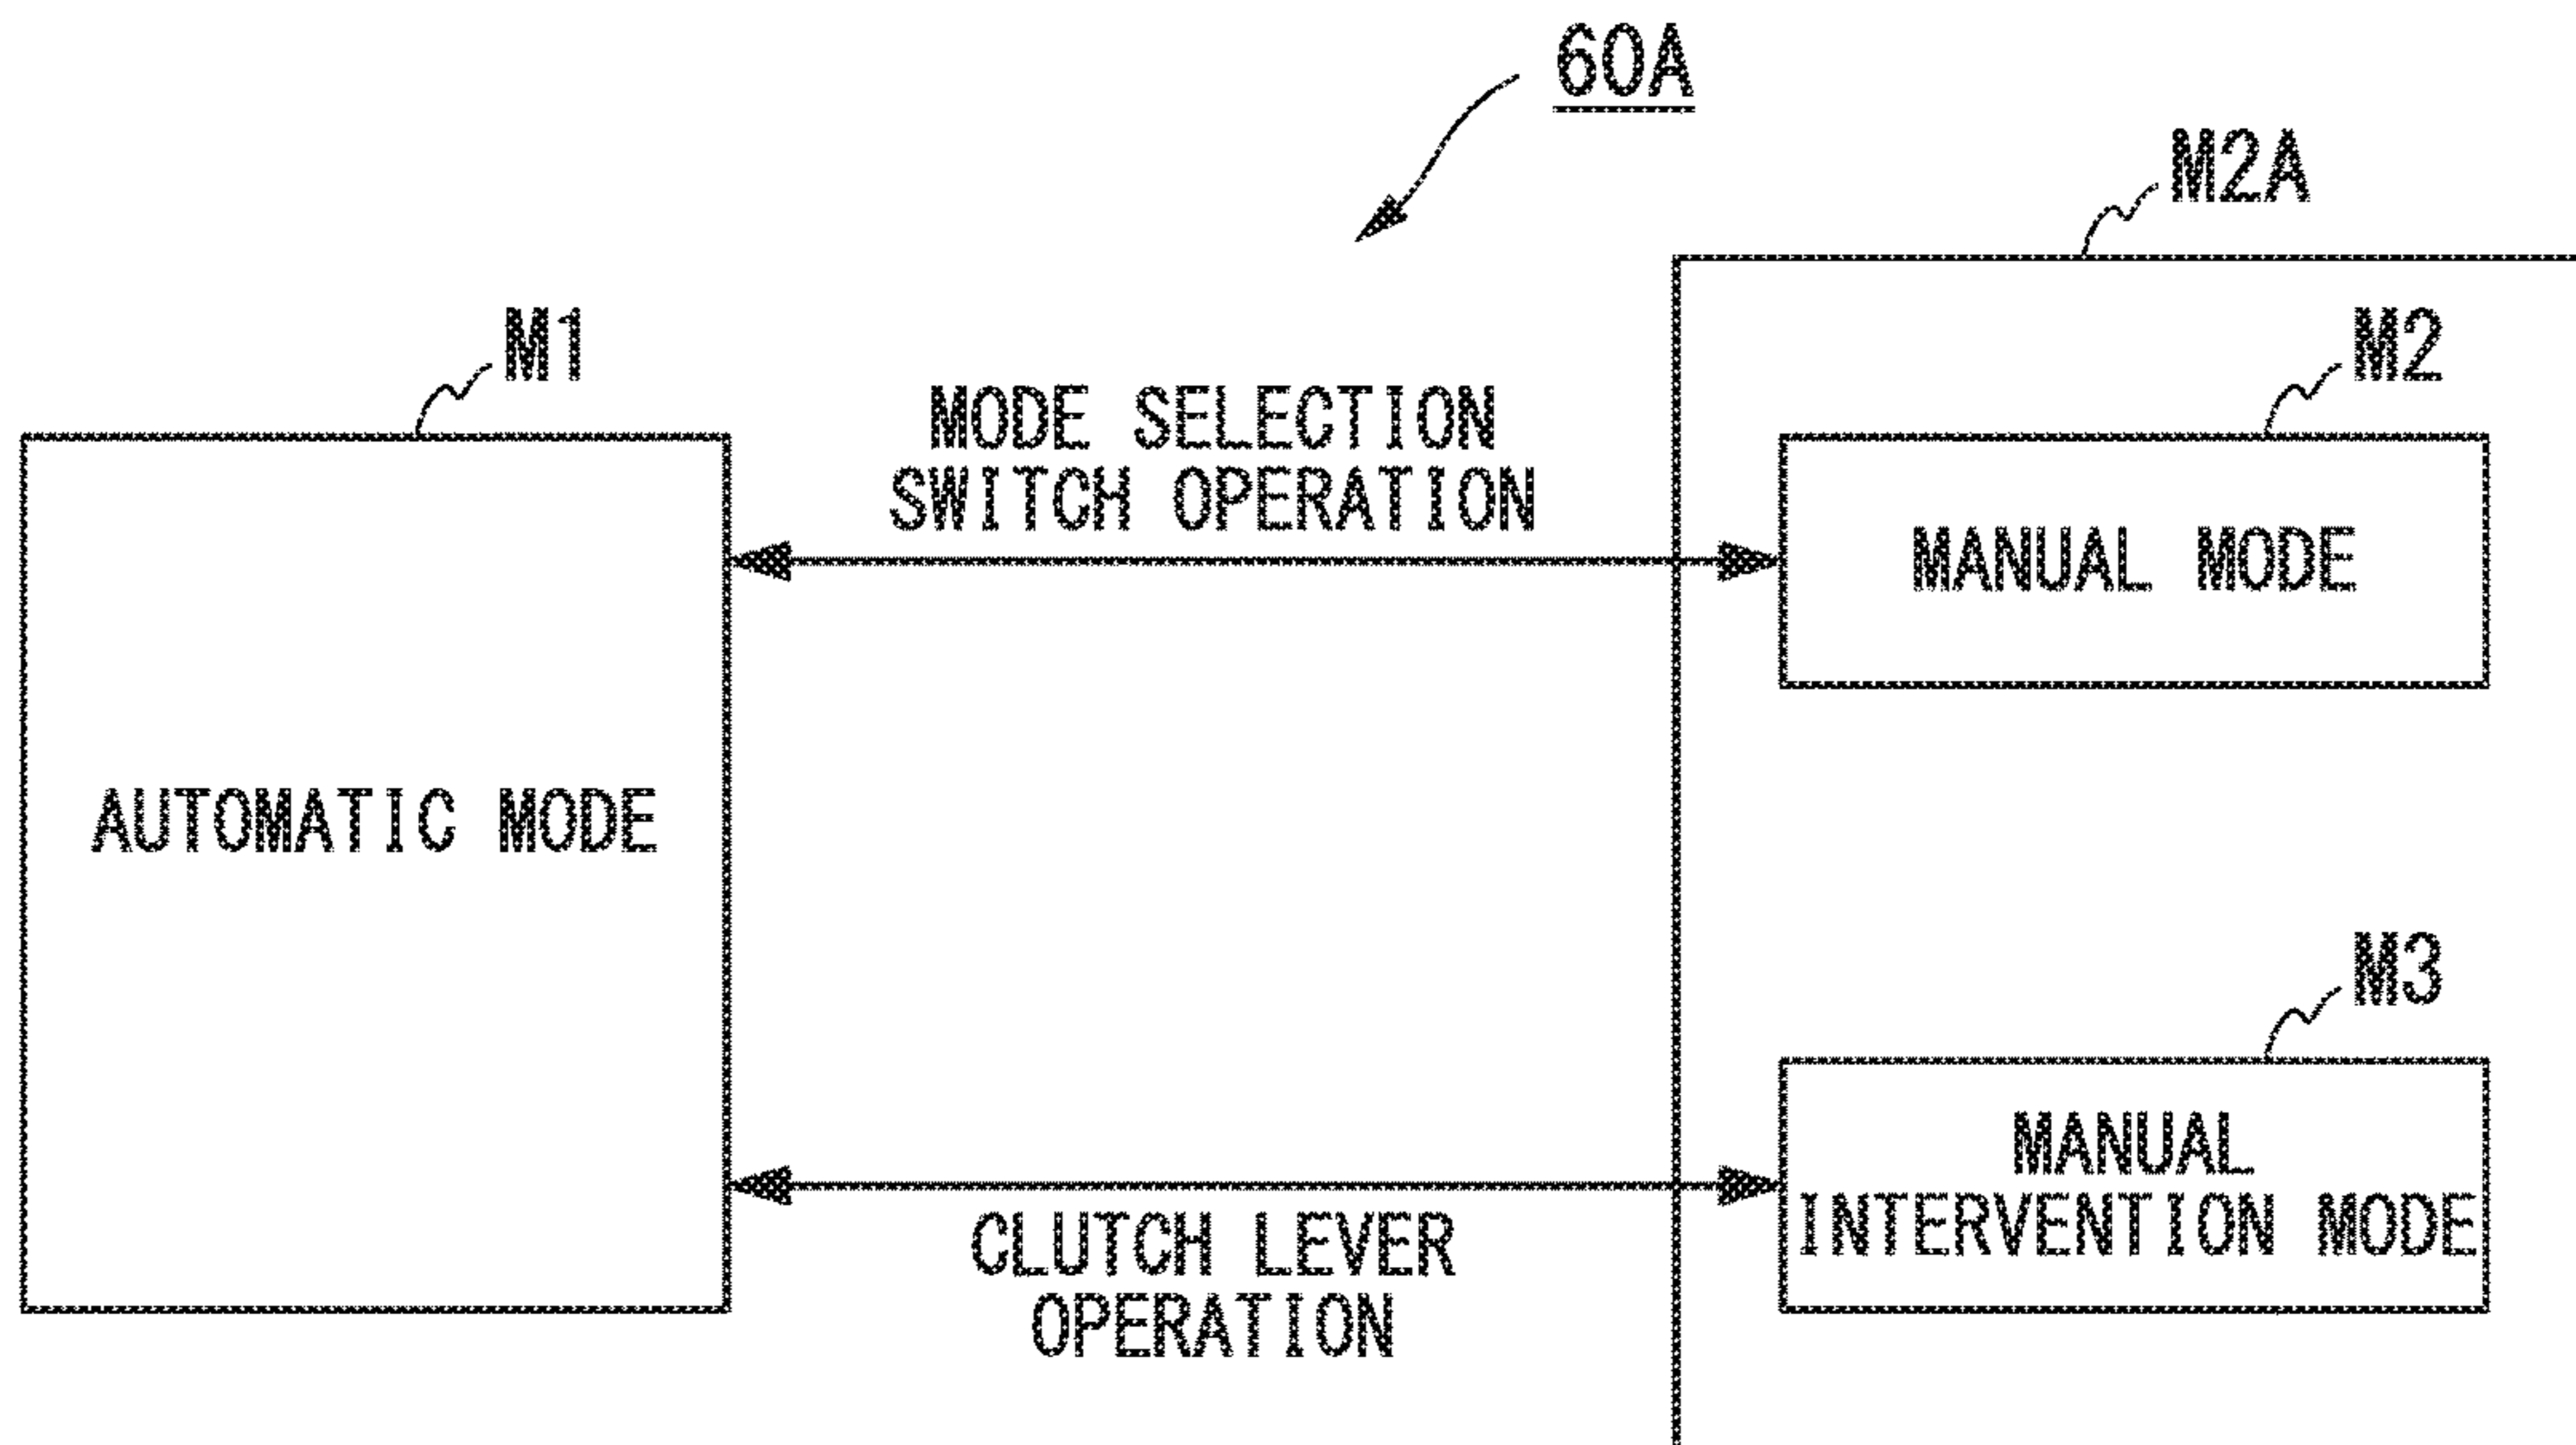 60A
M2A
M1
M2
MODE SELECTION
SWITCH OPERATION
MANUAL MODE
AUTOMATIC MODE
M3
MANUAL
INTERVENTION MODE
CLUTCH LEVER
OPERATION